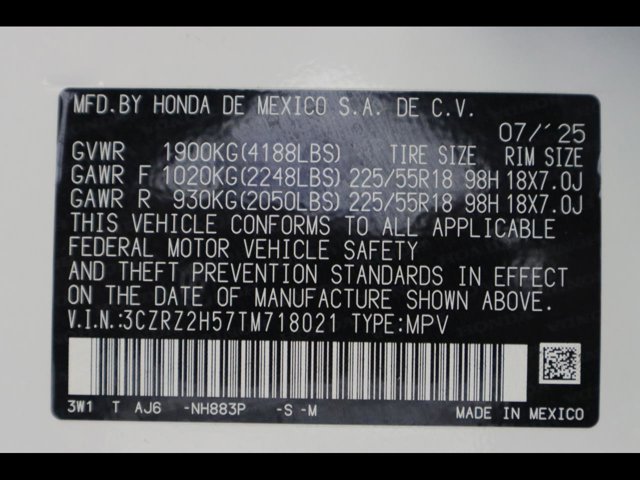 MFD.BY HONDA DE MEXICO S.A. DE C.V.
07/'25
GVWR 1900KG(4188LBS) TIRE SIZE RIM SIZE
GAWR F 1020KG(2248LBS) 225/55R18 98H 18X7.0J
GAWR R 930KG(2050LBS) 225/55R18 98H 18X7.0J
THIS VEHICLE CONFORMS TO ALL APPLICABLE
FEDERAL MOTOR VEHICLE SAFETY
AND THEFT PREVENTION STANDARDS IN EFFECT
ON THE DATE OF MANUFACTURE SHOWN ABOVE.
V.I.N.:3CZRZ2H57TM718021 TYPE:MPV
3W1 T AJ6 -NH883P -S -M MADE IN MEXICO